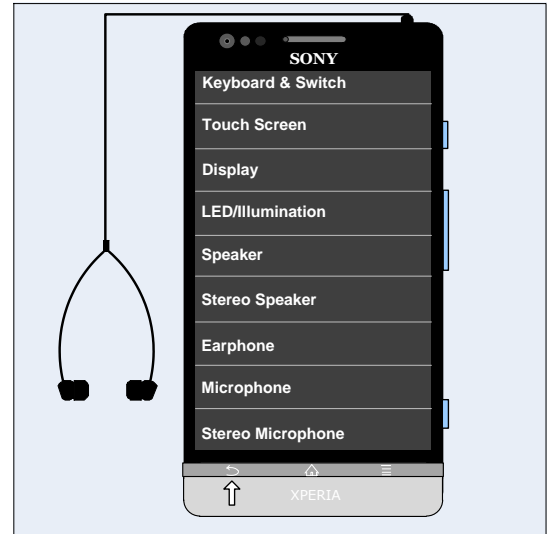 SONY
Keyboard & Switch
Touch Screen
Display
LED/Illumination
Speaker
Stereo Speaker
Earphone
Microphone
Stereo Microphone
XPERIA